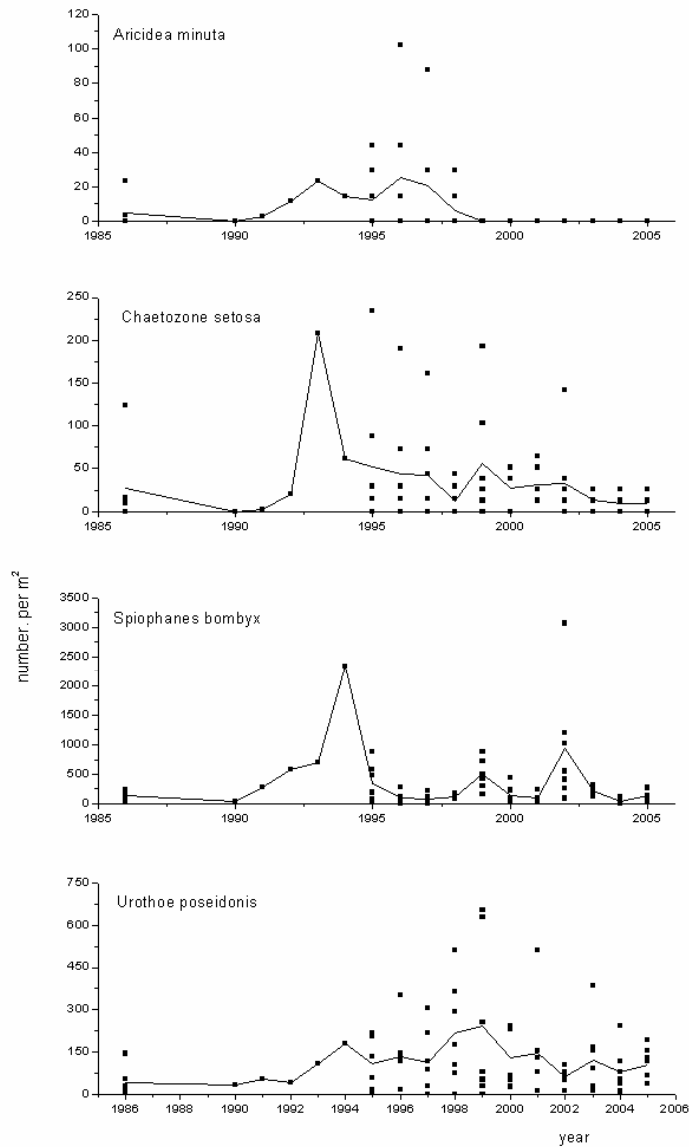 120
Aricidea minuta
100
80
60
40
20
0
1985 1990 1995 2000 2005
250
Chaetozone setosa
200
150
100
50
0
1985 1990 1995 2000 2005
number. per m²
3500
Spiophanes bombyx
3000
2500
2000
1500
1000
500
0
1985 1990 1995 2000 2005
750
Urothoe poseidonis
600
450
300
150
0
1986 1988 1990 1992 1994 1996 1998 2000 2002 2004 2006
year